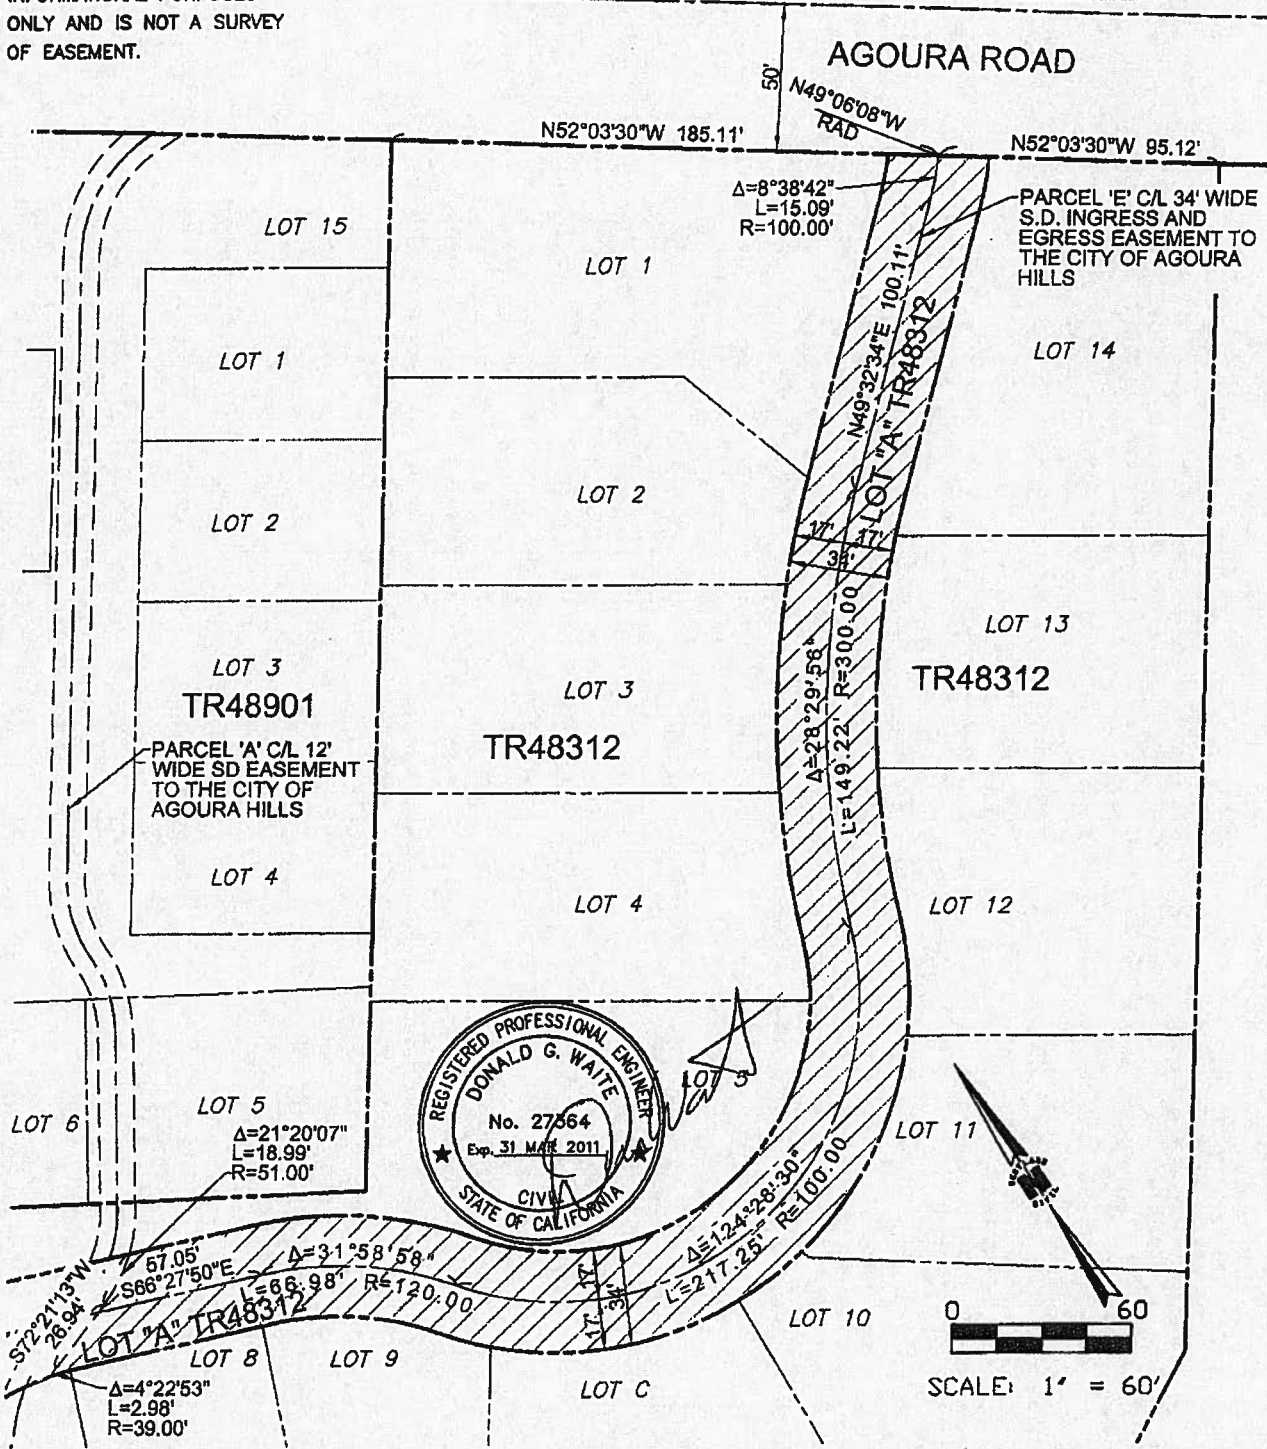 ONLY AND IS NOT A SURVEY
OF EASEMENT.
AGOURA ROAD
50'
N49°06'08"W
RAD
N52°03'30"W 185.11'
N52°03'30"W 95.12'
Δ=8°38'42"
L=15.09'
R=100.00'
PARCEL 'E' C/L 34' WIDE
S.D. INGRESS AND
EGRESS EASEMENT TO
THE CITY OF AGOURA
HILLS
LOT 15
LOT 1
N49°32'34"E 100.11'
LOT "A" TR48312
LOT 14
LOT 1
LOT 2
LOT 2
17'
17'
34'
LOT 13
TR48312
LOT 3
TR48901
LOT 3
TR48312
Δ=28°29'56"
L=149.22' R=300.00
PARCEL 'A' C/L 12'
WIDE SD EASEMENT
TO THE CITY OF
AGOURA HILLS
LOT 4
LOT 4
LOT 12
REGISTERED PROFESSIONAL ENGINEER
DONALD G. WAITE
No. 27364
Exp. 31 MAR 2011
CIVIL
STATE OF CALIFORNIA
LOT 5
LOT 6
LOT 5
Δ=21°20'07"
L=18.99'
R=51.00'
LOT 11
Δ=124°28'30"
L=217.25' R=100.00
57.05'
S66°27'50"E
Δ=31°58'58"
L=66.98' R=120.00
17'
17'
34'
S72°21'13"W
26.94'
LOT "A" TR48312
LOT 8
LOT 9
LOT C
LOT 10
Δ=4°22'53"
L=2.98'
R=39.00'
0 60
SCALE: 1" = 60'